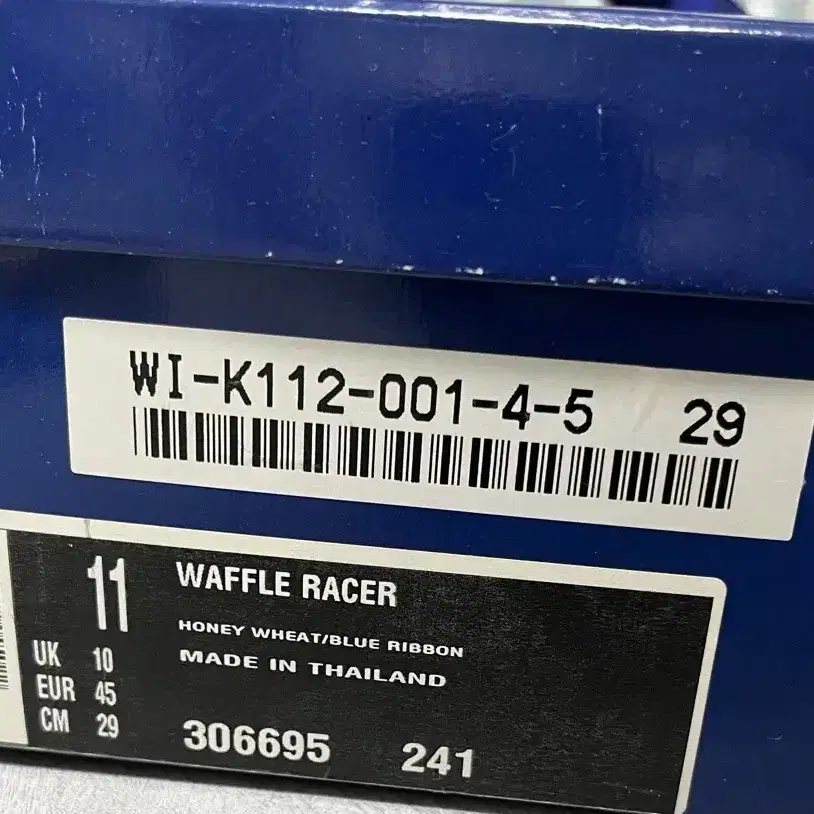 WI-K112-001-4-5 29
11 WAFFLE RACER
HONEY WHEAT/BLUE RIBBON
UK 10 MADE IN THAILAND
EUR 45
CM 29 306695 241